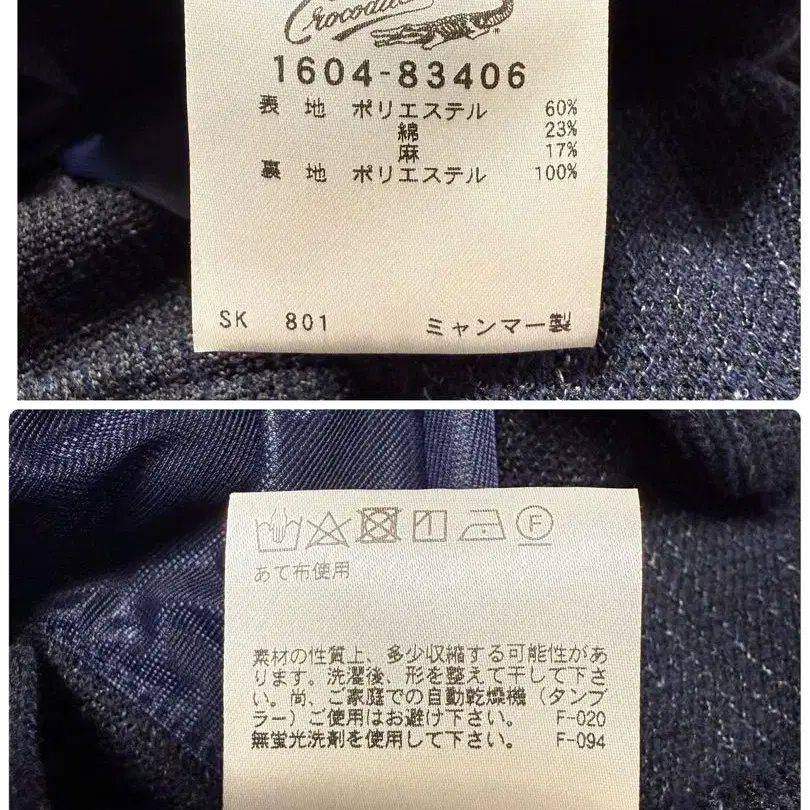 Crocodile
1604-83406
表 地 ポリエステル 60%
綿 23%
麻 17%
裏 地 ポリエステル 100%
SK 801 ミャンマー製
F
あて布使用
素材の性質上、多少収縮する可能性があ
ります。洗濯後、形を整えて干して下さ
い。尚、ご家庭での自動乾燥機（タンブ
ラー）ご使用はお避け下さい。 F-020
無蛍光洗剤を使用して下さい。 F-094